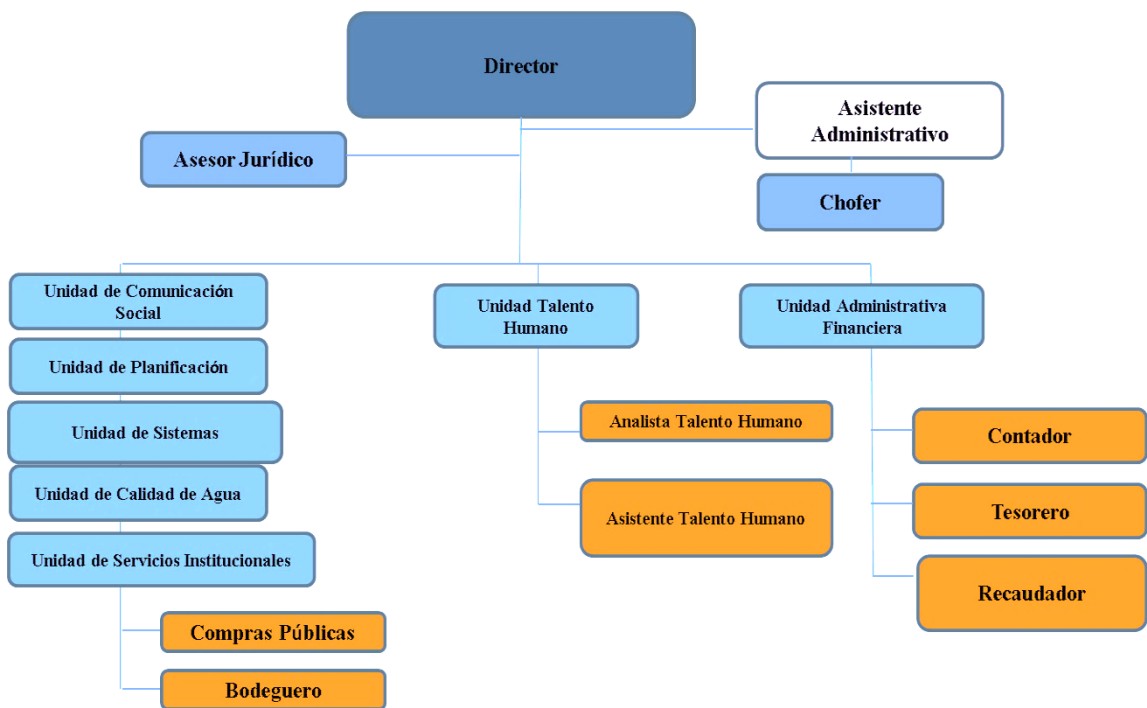 Director
Asistente
Administrativo
Asesor Jurídico
Chofer
Unidad de Comunicación
Social
Unidad Talento
Humano
Unidad Administrativa
Financiera
Unidad de Planificación
Unidad de Sistemas
Unidad de Calidad de Agua
Unidad de Servicios Institucionales
Compras Públicas
Bodeguero
Analista Talento Humano
Asistente Talento Humano
Contador
Tesorero
Recaudador